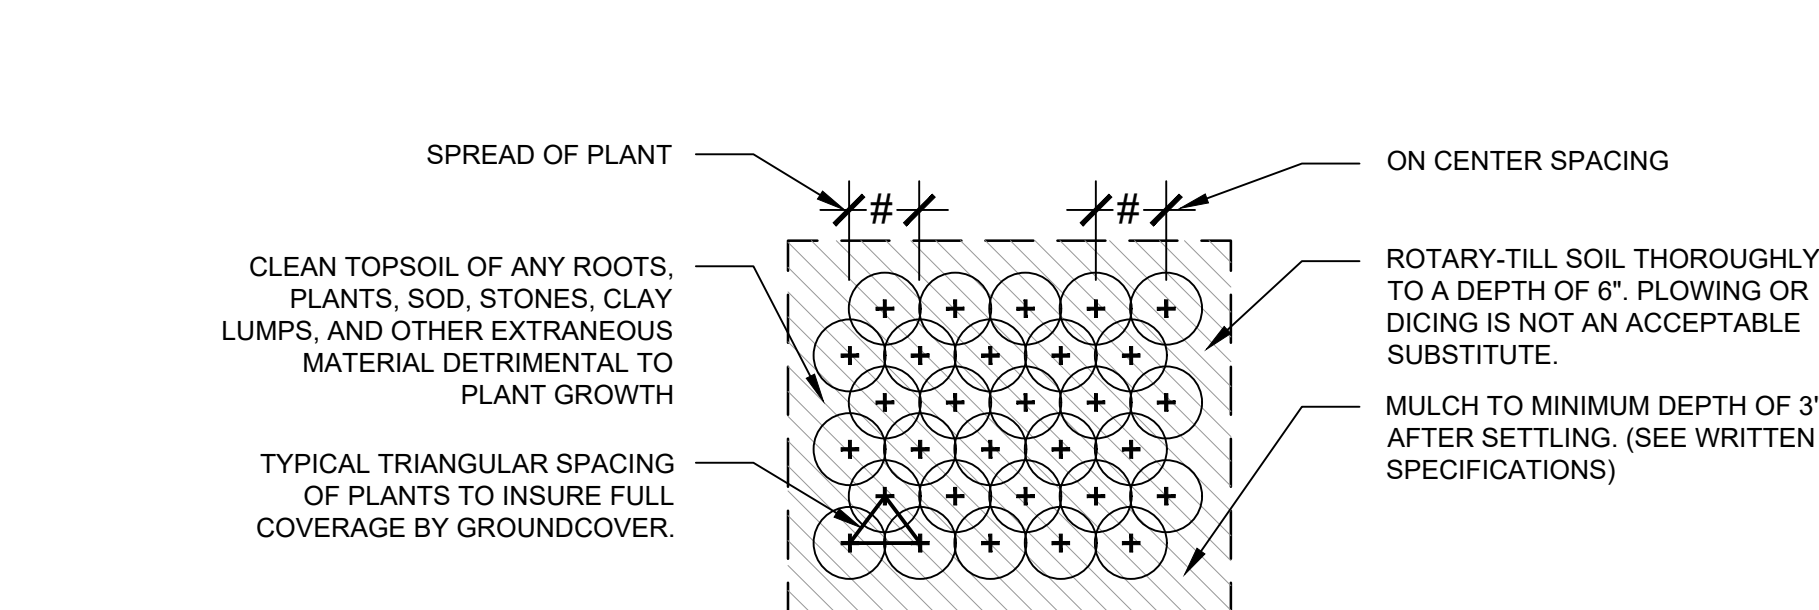 SPREAD OF PLANT
# #
ON CENTER SPACING
CLEAN TOPSOIL OF ANY ROOTS,
PLANTS, SOD, STONES, CLAY
LUMPS, AND OTHER EXTRANEOUS
MATERIAL DETRIMENTAL TO
PLANT GROWTH
TYPICAL TRIANGULAR SPACING
OF PLANTS TO INSURE FULL
COVERAGE BY GROUNDCOVER.
ROTARY-TILL SOIL THOROUGHLY
TO A DEPTH OF 6". PLOWING OR
DICING IS NOT AN ACCEPTABLE
SUBSTITUTE.
MULCH TO MINIMUM DEPTH OF 3'
AFTER SETTLING. (SEE WRITTEN
SPECIFICATIONS)